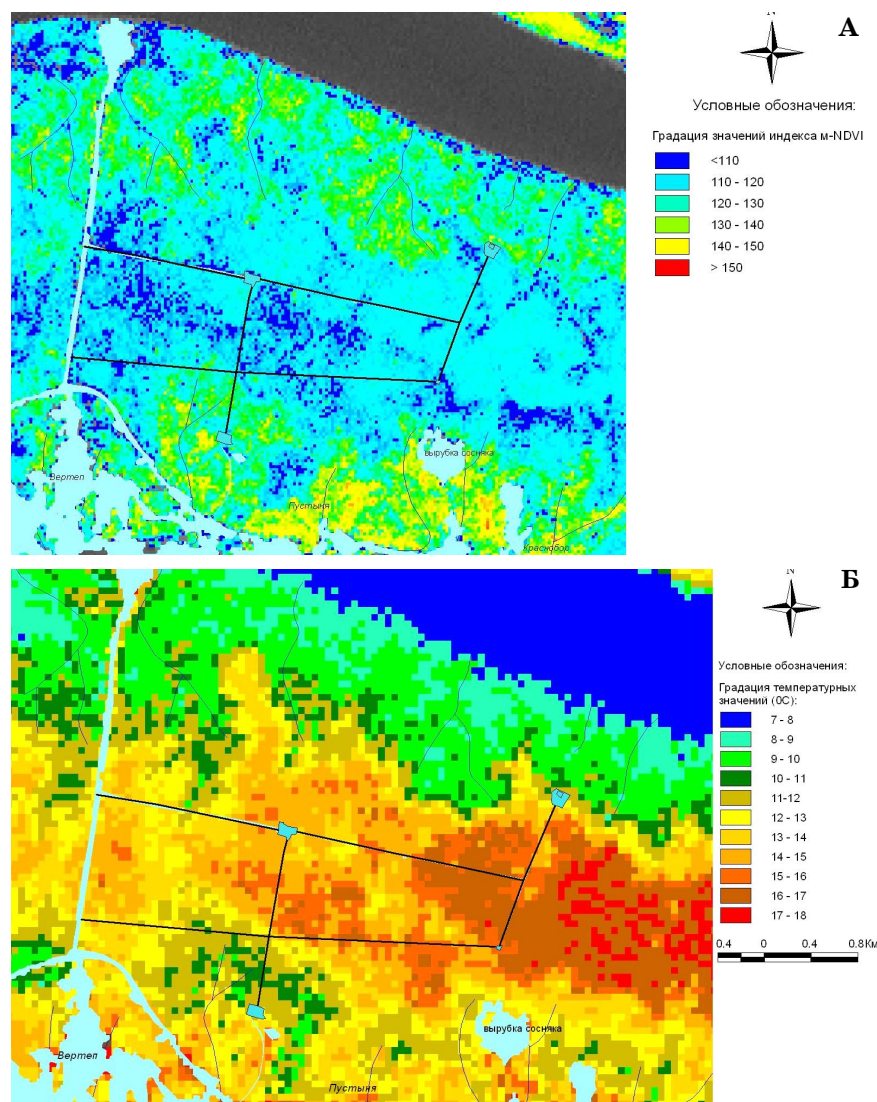 N
А
Условные обозначения:
Градация значений индекса м-NDVI
<110
110 - 120
120 - 130
130 - 140
140 - 150
> 150
вырубка сосняка
Вертеп
Пустыня
Краснобор
N
Б
Условные обозначения:
Градация температурных
значений (0С):
7 - 8
8 - 9
9 - 10
10 - 11
11-12
12 - 13
13 - 14
14 - 15
15 - 16
16 - 17
17 - 18
0.4 0 0.4 0.8 Км
вырубка сосняка
Вертеп
Пустыня